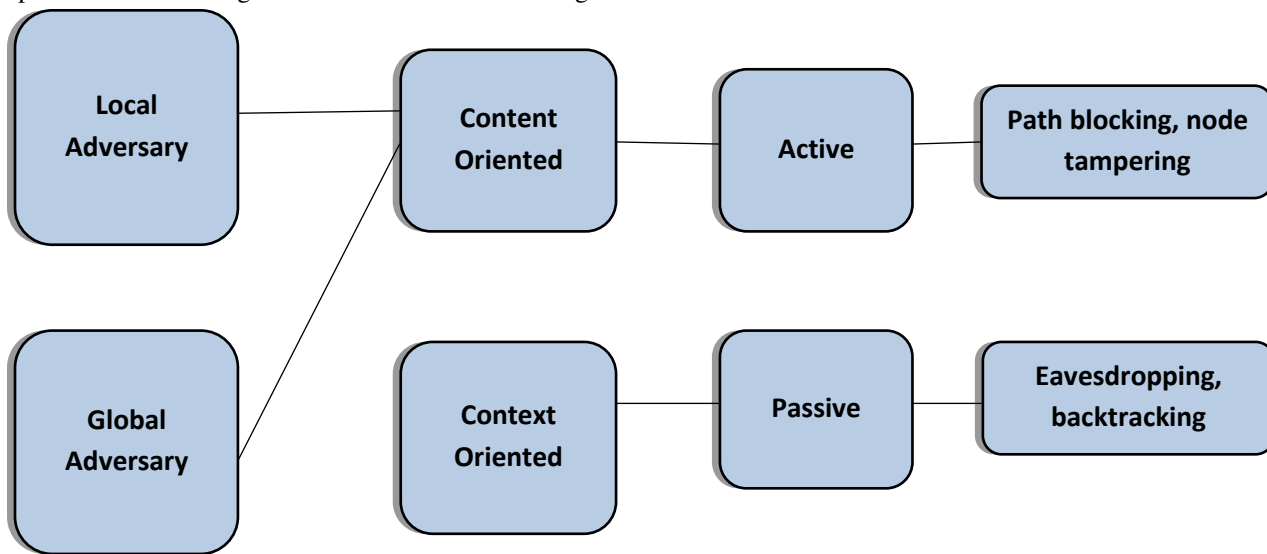 Local
Adversary
Content
Oriented
Active
Path blocking, node
tampering
Global
Adversary
Context
Oriented
Passive
Eavesdropping,
backtracking